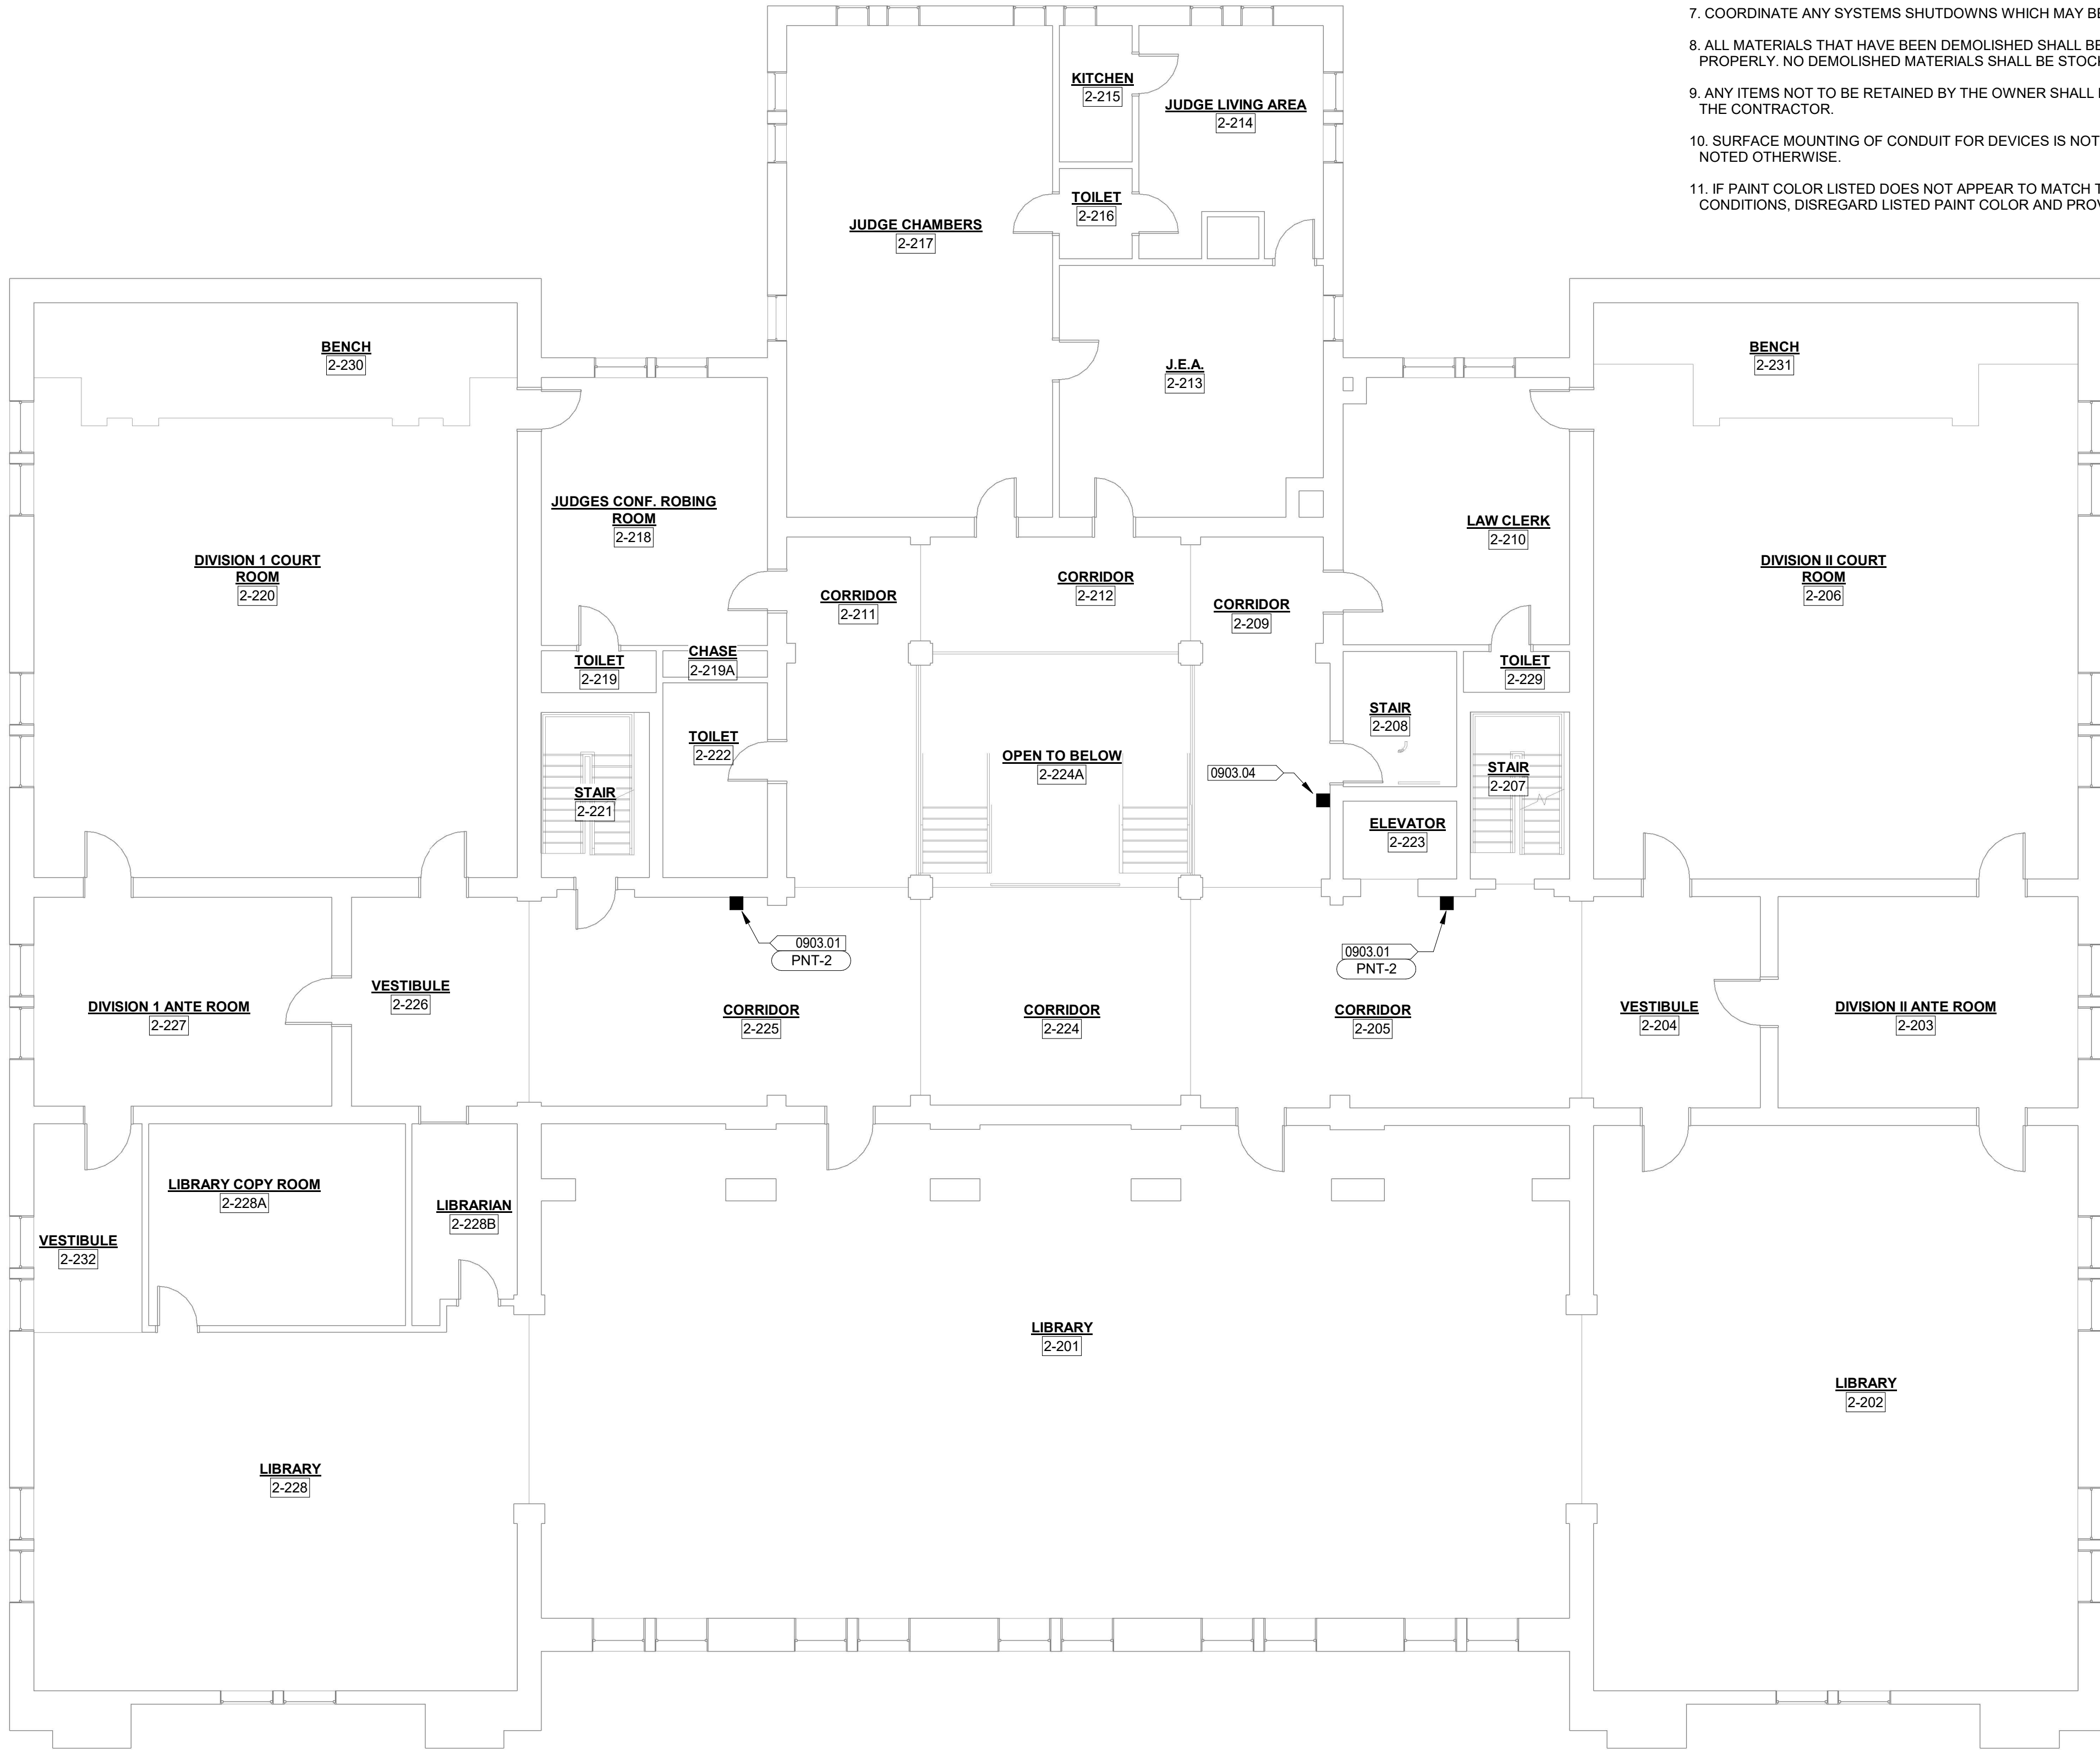 7. COORDINATE ANY SYSTEMS SHUTDOWNS WHICH MAY BE
8. ALL MATERIALS THAT HAVE BEEN DEMOLISHED SHALL BE
PROPERLY. NO DEMOLISHED MATERIALS SHALL BE
9. ANY ITEMS NOT TO BE RETAINED BY THE OWNER SHALL
THE CONTRACTOR.
10. SURFACE MOUNTING OF CONDUIT FOR DEVICES IS NOT
NOTED OTHERWISE.
11. IF PAINT COLOR LISTED DOES NOT APPEAR TO MATCH
CONDITIONS, DISREGARD LISTED PAINT COLOR AND
KITCHEN
2-215
JUDGE LIVING AREA
2-214
TOILET
2-216
JUDGE CHAMBERS
2-217
BENCH
2-230
J.E.A.
2-213
BENCH
2-231
JUDGES CONF. ROBING
ROOM
2-218
LAW CLERK
2-210
DIVISION 1 COURT
ROOM
2-220
CORRIDOR
2-211
CORRIDOR
2-212
CORRIDOR
2-209
DIVISION II COURT
ROOM
2-206
TOILET
2-219
CHASE
2-219A
TOILET
2-229
STAIR
2-208
TOILET
2-222
OPEN TO BELOW
2-224A
0903.04
STAIR
2-207
STAIR
2-221
ELEVATOR
2-223
0903.01
PNT-2
0903.01
PNT-2
VESTIBULE
2-226
DIVISION 1 ANTE ROOM
2-227
CORRIDOR
2-225
CORRIDOR
2-224
CORRIDOR
2-205
VESTIBULE
2-204
DIVISION II ANTE ROOM
2-203
LIBRARY COPY ROOM
2-228A
LIBRARIAN
2-228B
VESTIBULE
2-232
LIBRARY
2-201
LIBRARY
2-202
LIBRARY
2-228